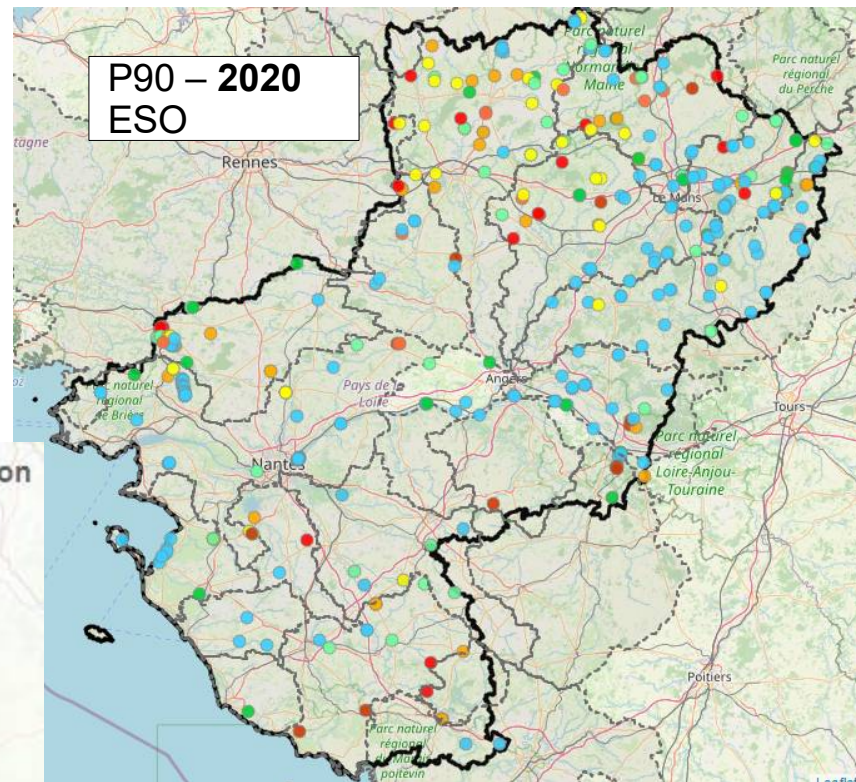 P90 – 2020
ESO
Parc naturel
régional
Normandie
Maine
Parc naturel
régional
du Perche
tagne
Rennes
Le Mans
Pays de la
Loire
Angers
Parc naturel
régional
de Brière
Tours
Parc naturel
régional
Loire-Anjou-
Touraine
on
Nantes
Poitiers
Parc naturel
régional
du Marais
poitevin